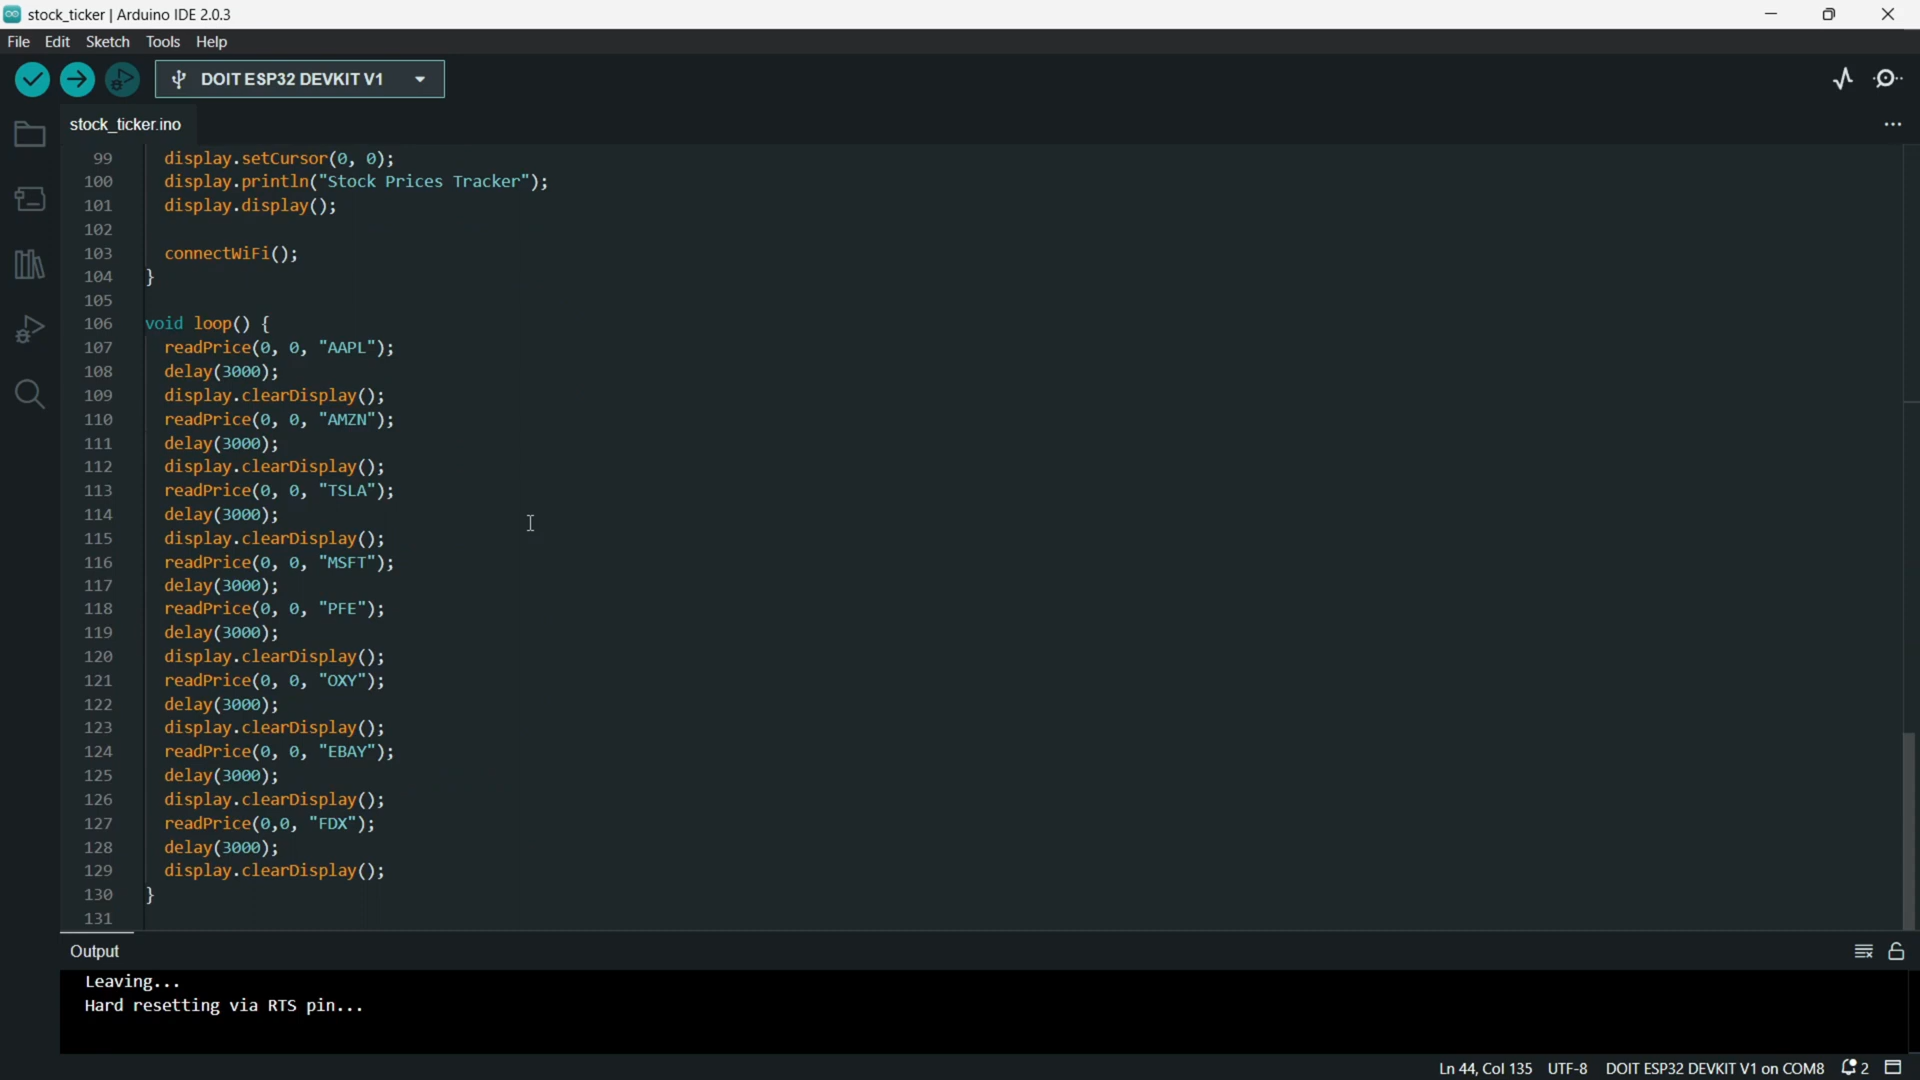 stock_ticker | Arduino IDE 2.0.3
File Edit Sketch Tools Help
DOIT ESP32 DEVKIT V1
stock_ticker.ino
99 display.setCursor(0, 0);
100 display.println("Stock Prices Tracker");
101 display.display();
102
103 connectWiFi();
104 }
105
106 void loop() {
107 readPrice(0, 0, "AAPL");
108 delay(3000);
109 display.clearDisplay();
110 readPrice(0, 0, "AMZN");
111 delay(3000);
112 display.clearDisplay();
113 readPrice(0, 0, "TSLA");
114 delay(3000);
115 display.clearDisplay();
116 readPrice(0, 0, "MSFT");
117 delay(3000);
118 readPrice(0, 0, "PFE");
119 delay(3000);
120 display.clearDisplay();
121 readPrice(0, 0, "OXY");
122 delay(3000);
123 display.clearDisplay();
124 readPrice(0, 0, "EBAY");
125 delay(3000);
126 display.clearDisplay();
127 readPrice(0,0, "FDX");
128 delay(3000);
129 display.clearDisplay();
130 }
131
Output
Leaving...
Hard resetting via RTS pin...
Ln 44, Col 135 UTF-8 DOIT ESP32 DEVKIT V1 on COM8 2